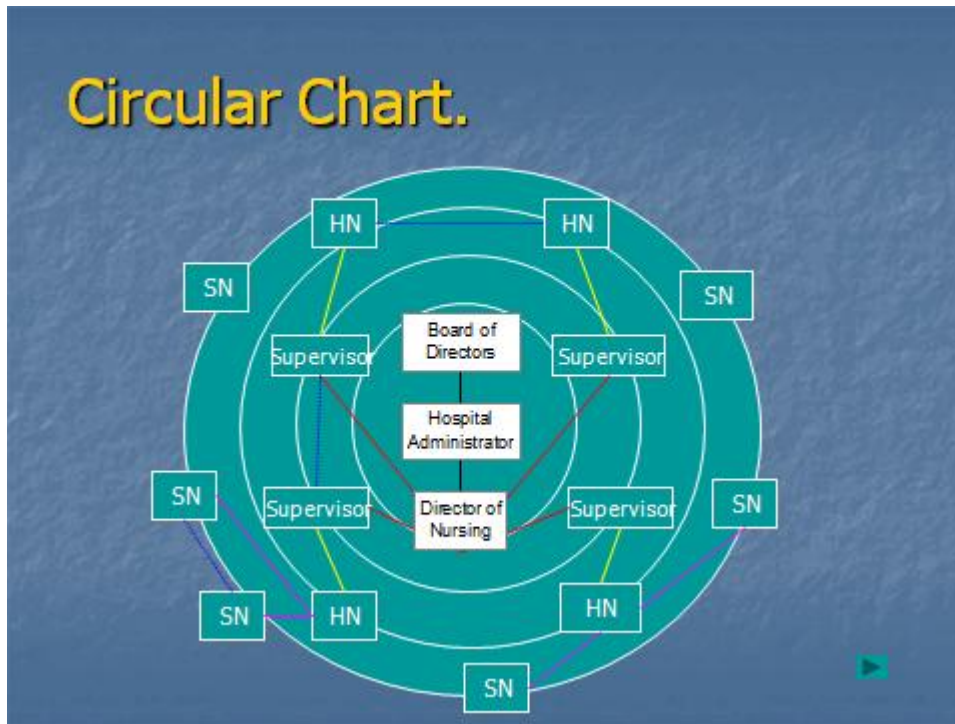 Circular Chart.
HN
HN
SN
SN
Board of
Directors
Supervisor
Supervisor
Hospital
Administrator
SN
Supervisor
Director of
Nursing
Supervisor
SN
SN
HN
HN
SN